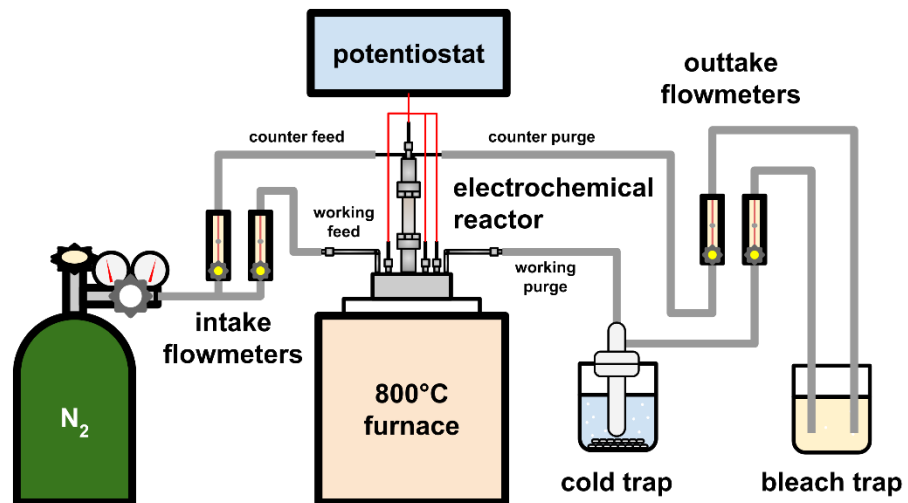 potentiostat
outtake
flowmeters
counter feed
counter purge
electrochemical
reactor
working
feed
working
purge
intake
flowmeters
N₂
800°C
furnace
cold trap
bleach trap